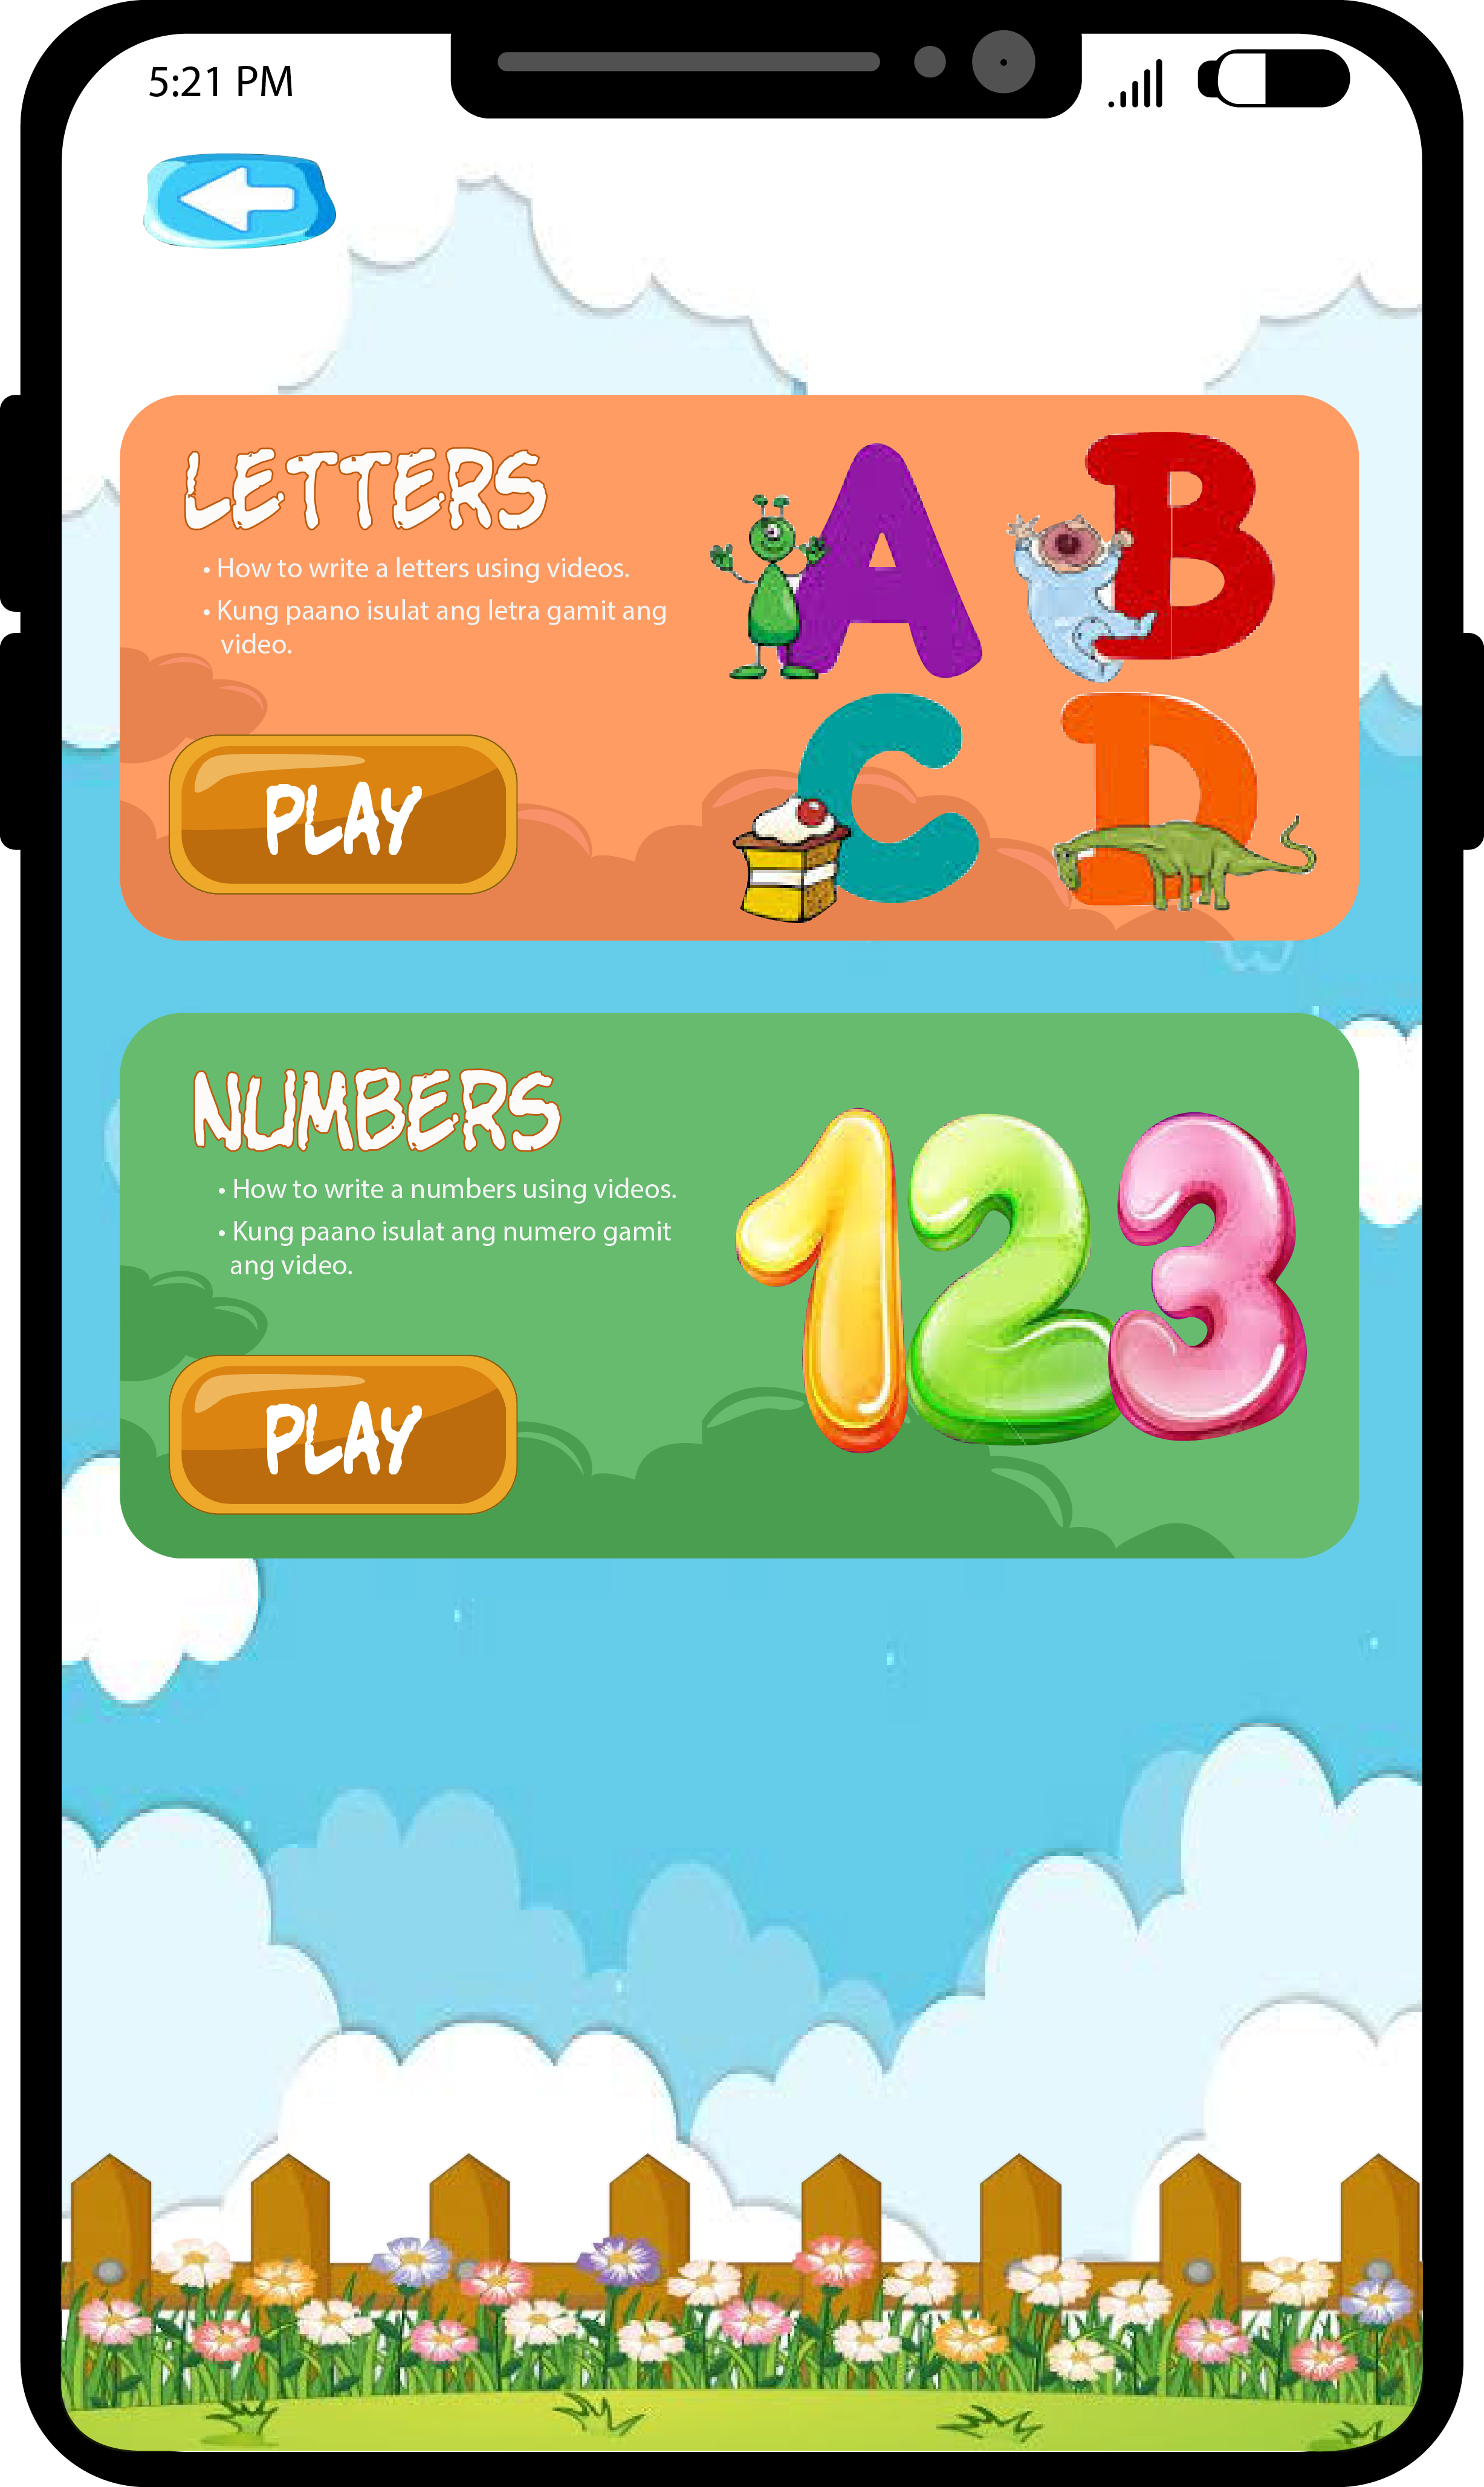 5:21 PM
LETTERS
• How to write a letters using videos.
• Kung paano isulat ang letra gamit ang
video.
A B
C D
PLAY
NUMBERS
• How to write a numbers using videos.
• Kung paano isulat ang numero gamit
ang video.
123
PLAY